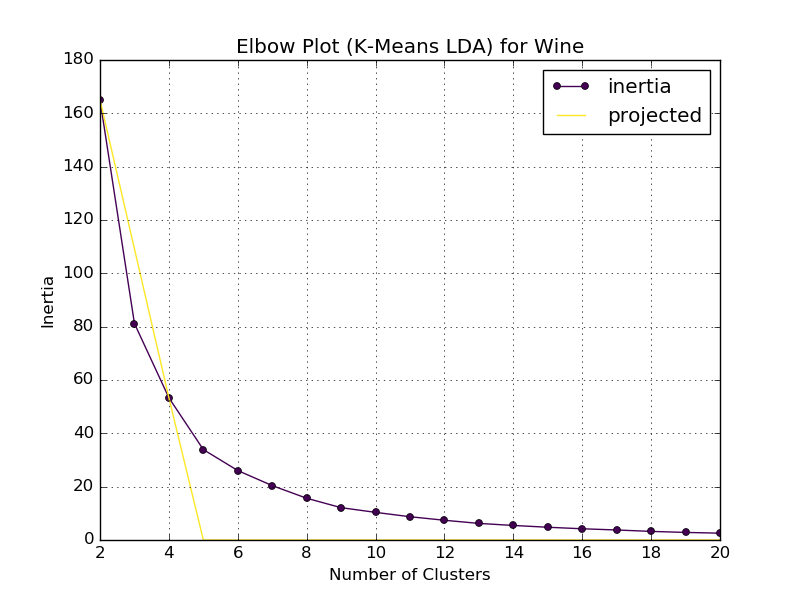 Elbow Plot (K-Means LDA) for Wine
inertia
projected
180
160
140
120
100
80
60
40
20
0
Inertia
2 4 6 8 10 12 14 16 18 20
Number of Clusters